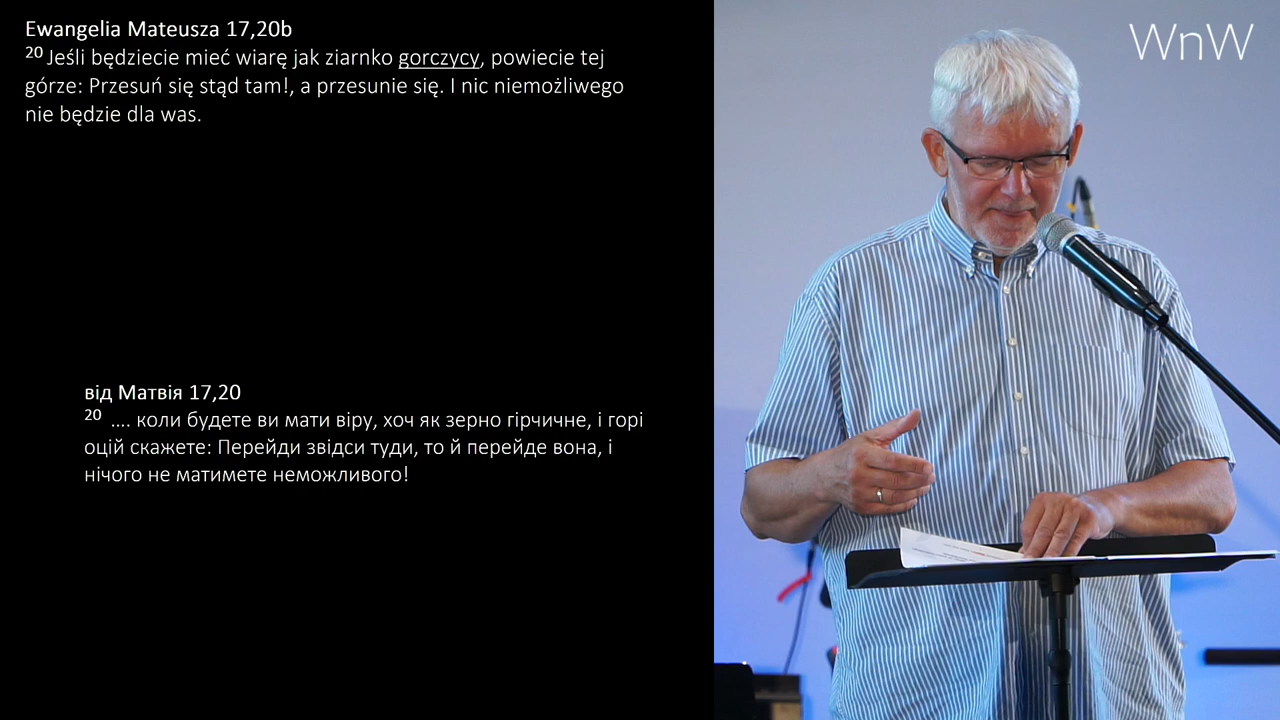 Ewangelia Mateusza 17,20b
20 Jeśli będziecie mieć wiarę jak ziarnko gorczycy, powiecie tej
górze: Przesuń się stąd tam!, a przesunie się. I nic niemożliwego
nie będzie dla was.
від Матвія 17,20
20 .... коли будете ви мати віру, хоч як зерно гірчичне, і горі
оцій скажете: Перейди звідси туди, то й перейде вона, і
нічого не матимете неможливого!
WnW